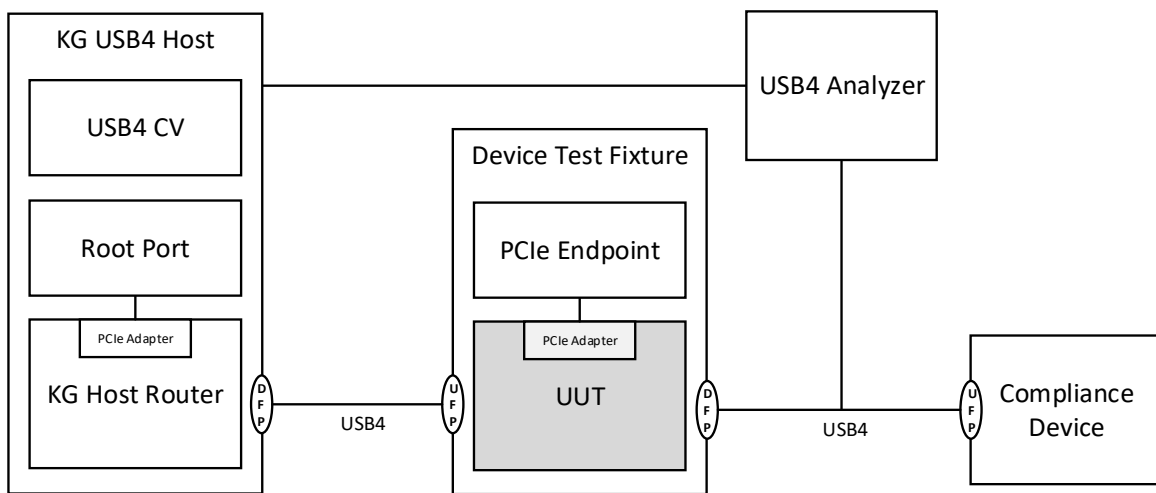 KG USB4 Host
USB4 CV
Root Port
PCIe Adapter
KG Host Router
DFP
USB4
UFP
Device Test Fixture
PCIe Endpoint
PCIe Adapter
UUT
DFP
USB4 Analyzer
USB4
UFP
Compliance
Device